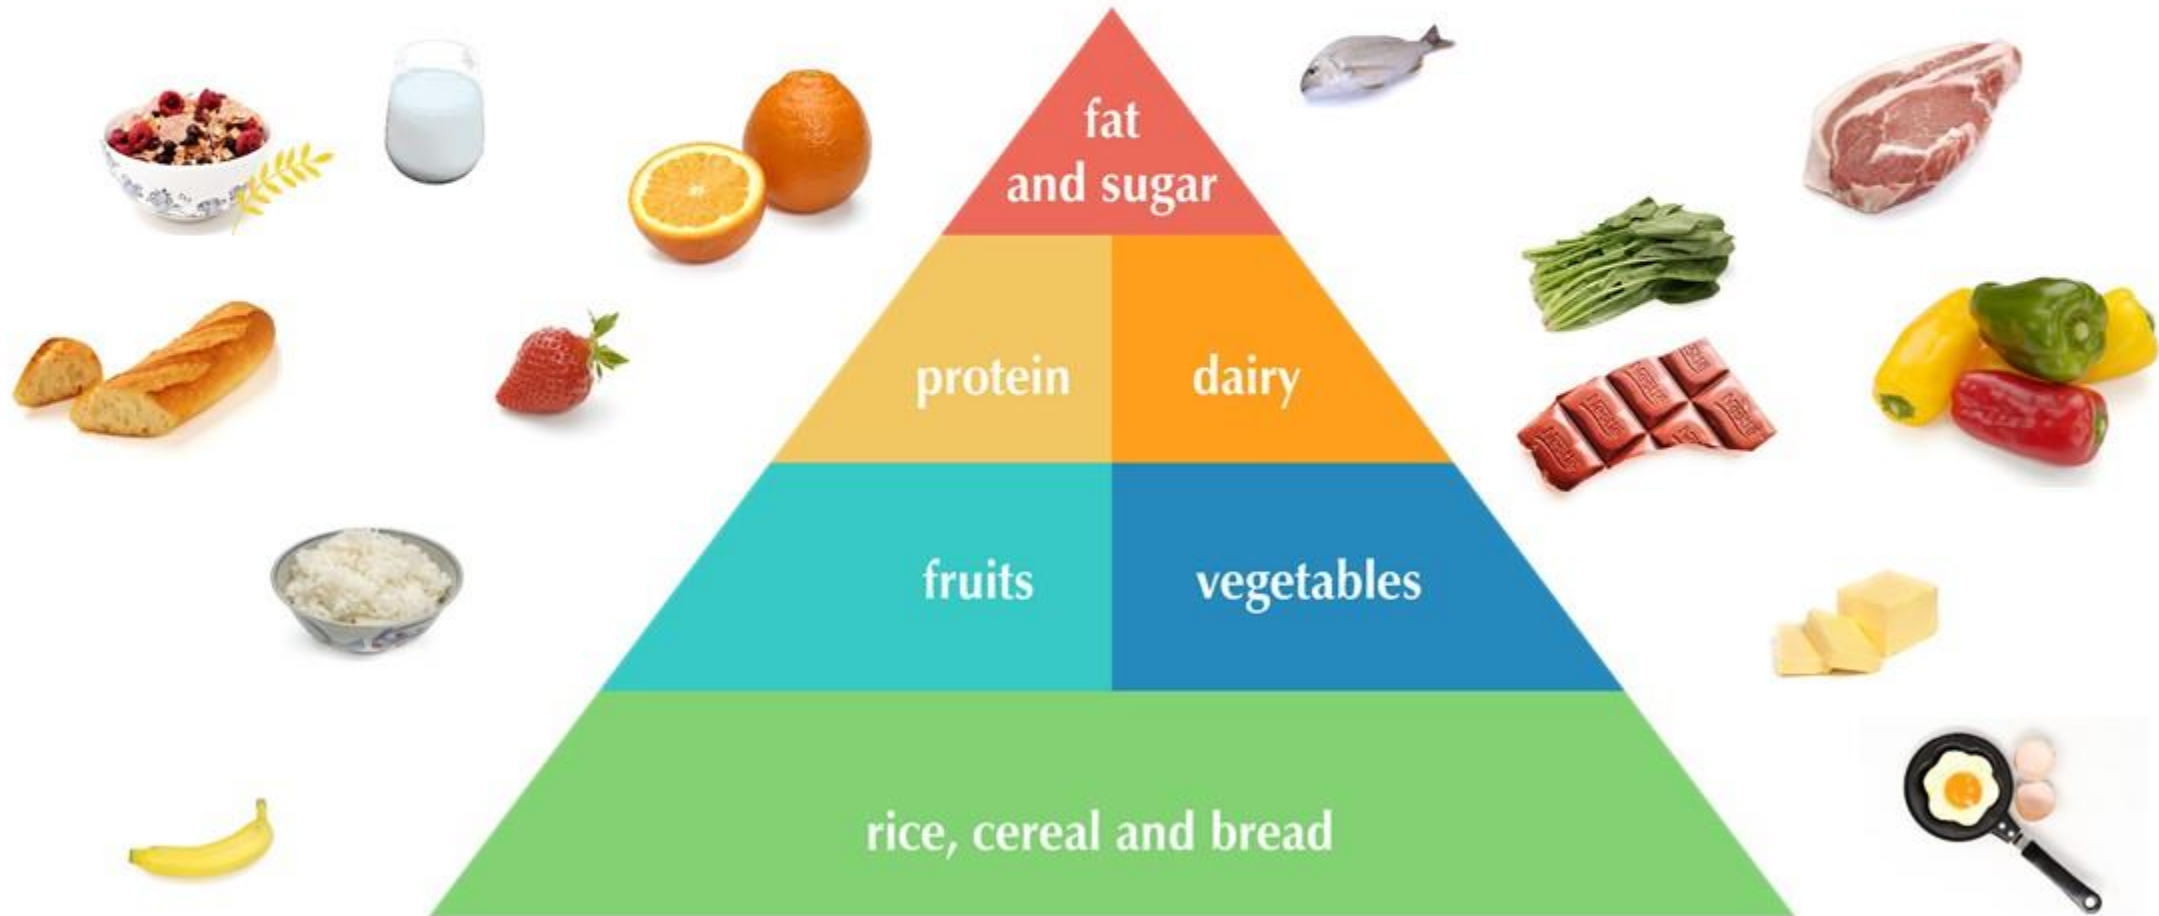 fat
and sugar
protein
dairy
fruits
vegetables
rice, cereal and bread